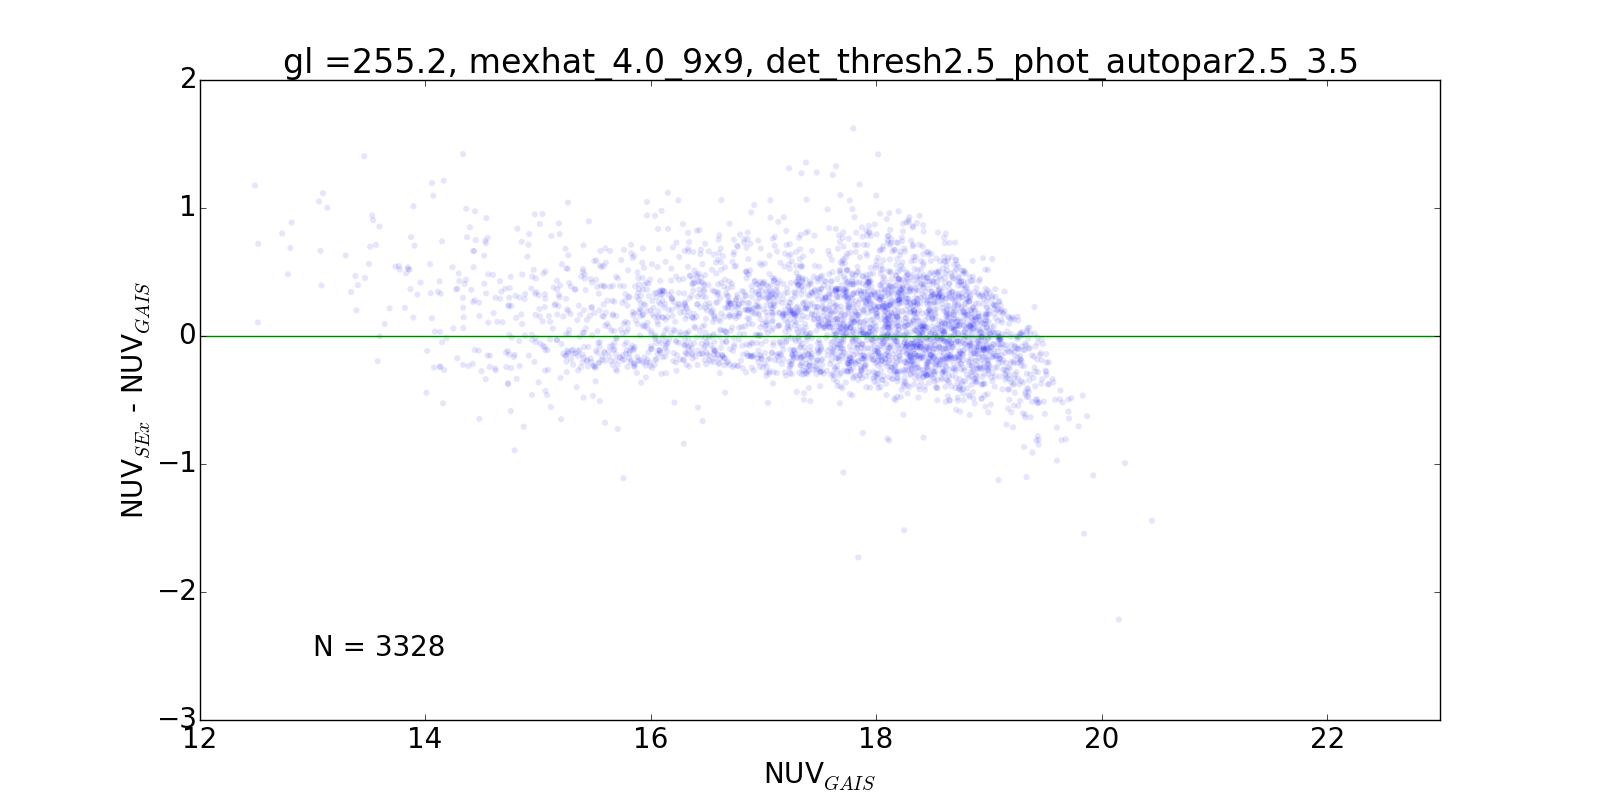 gl =255.2, mexhat_4.0_9x9, det_thresh2.5_phot_autopar2.5_3.5
2
1
0
−1
−2
−3
NUV_SEx - NUV_GAIS
N = 3328
12 14 16 18 20 22
NUV_GAIS